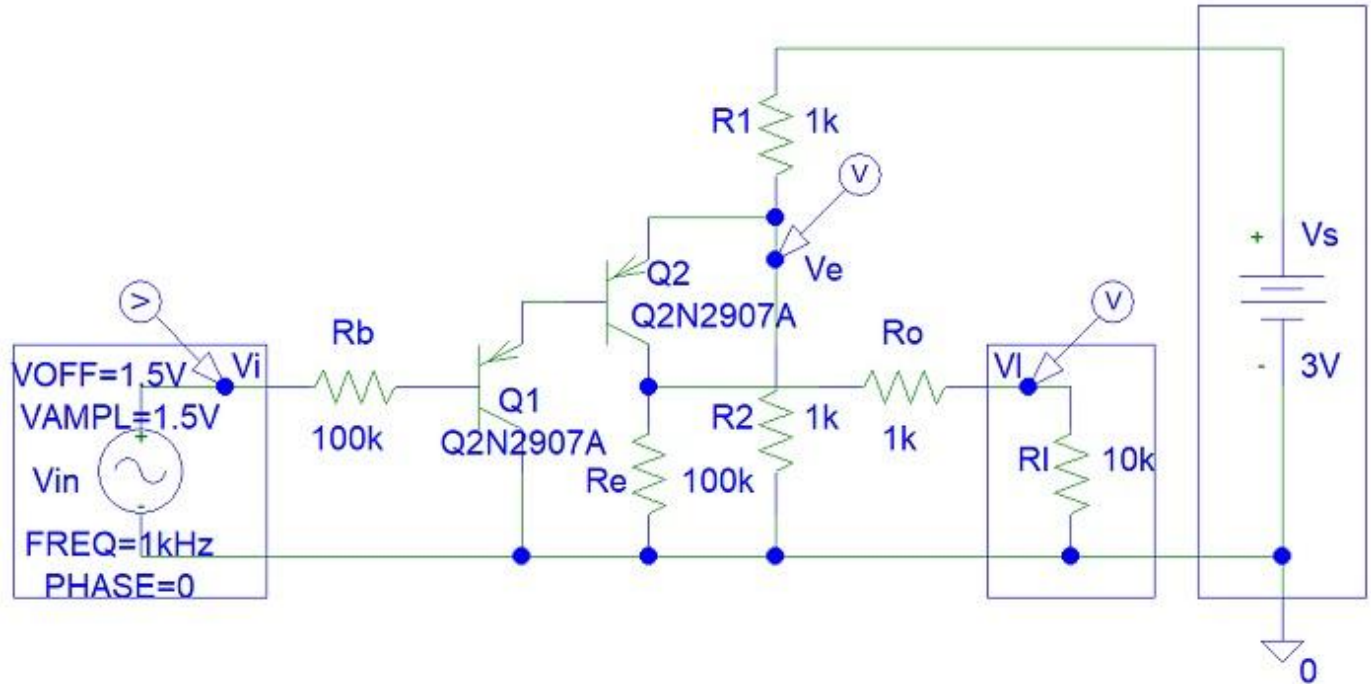 R1 1k
V
Ve
Q2
Q2N2907A
+ Vs
- 3V
>
Vi
VOFF=1.5V
VAMPL=1.5V
+
Vin
-
FREQ=1kHz
PHASE=0
Rb
100k
Q1
Q2N2907A
Re 100k
R2 1k
Ro
1k
V
Vl
Rl 10k
0